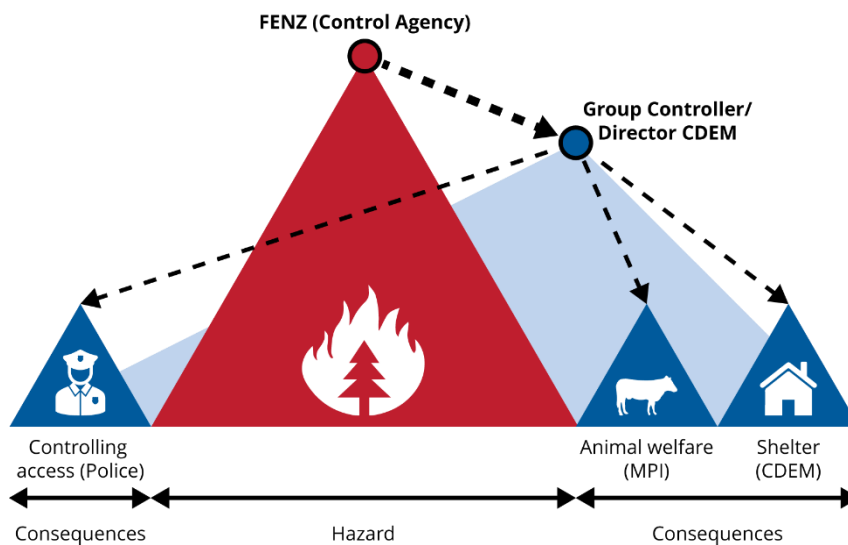 FENZ (Control Agency)
Group Controller/
Director CDEM
Controlling
access (Police)
Animal welfare
(MPI)
Shelter
(CDEM)
Consequences
Hazard
Consequences